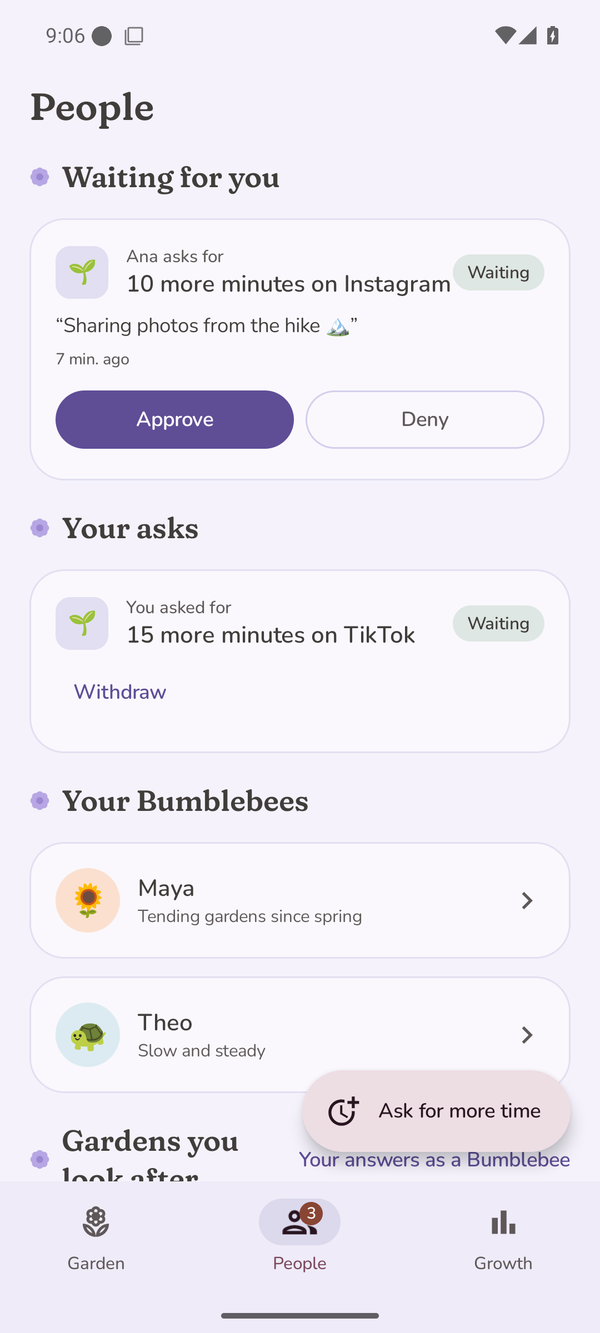 9:06
People
Waiting for you
Ana asks for
10 more minutes on Instagram
Waiting
“Sharing photos from the hike 🏔️”
7 min. ago
Approve
Deny
Your asks
You asked for
15 more minutes on TikTok
Waiting
Withdraw
Your Bumblebees
Maya
Tending gardens since spring
Theo
Slow and steady
Ask for more time
Gardens you
look after
Your answers as a Bumblebee
Garden
3
People
Growth